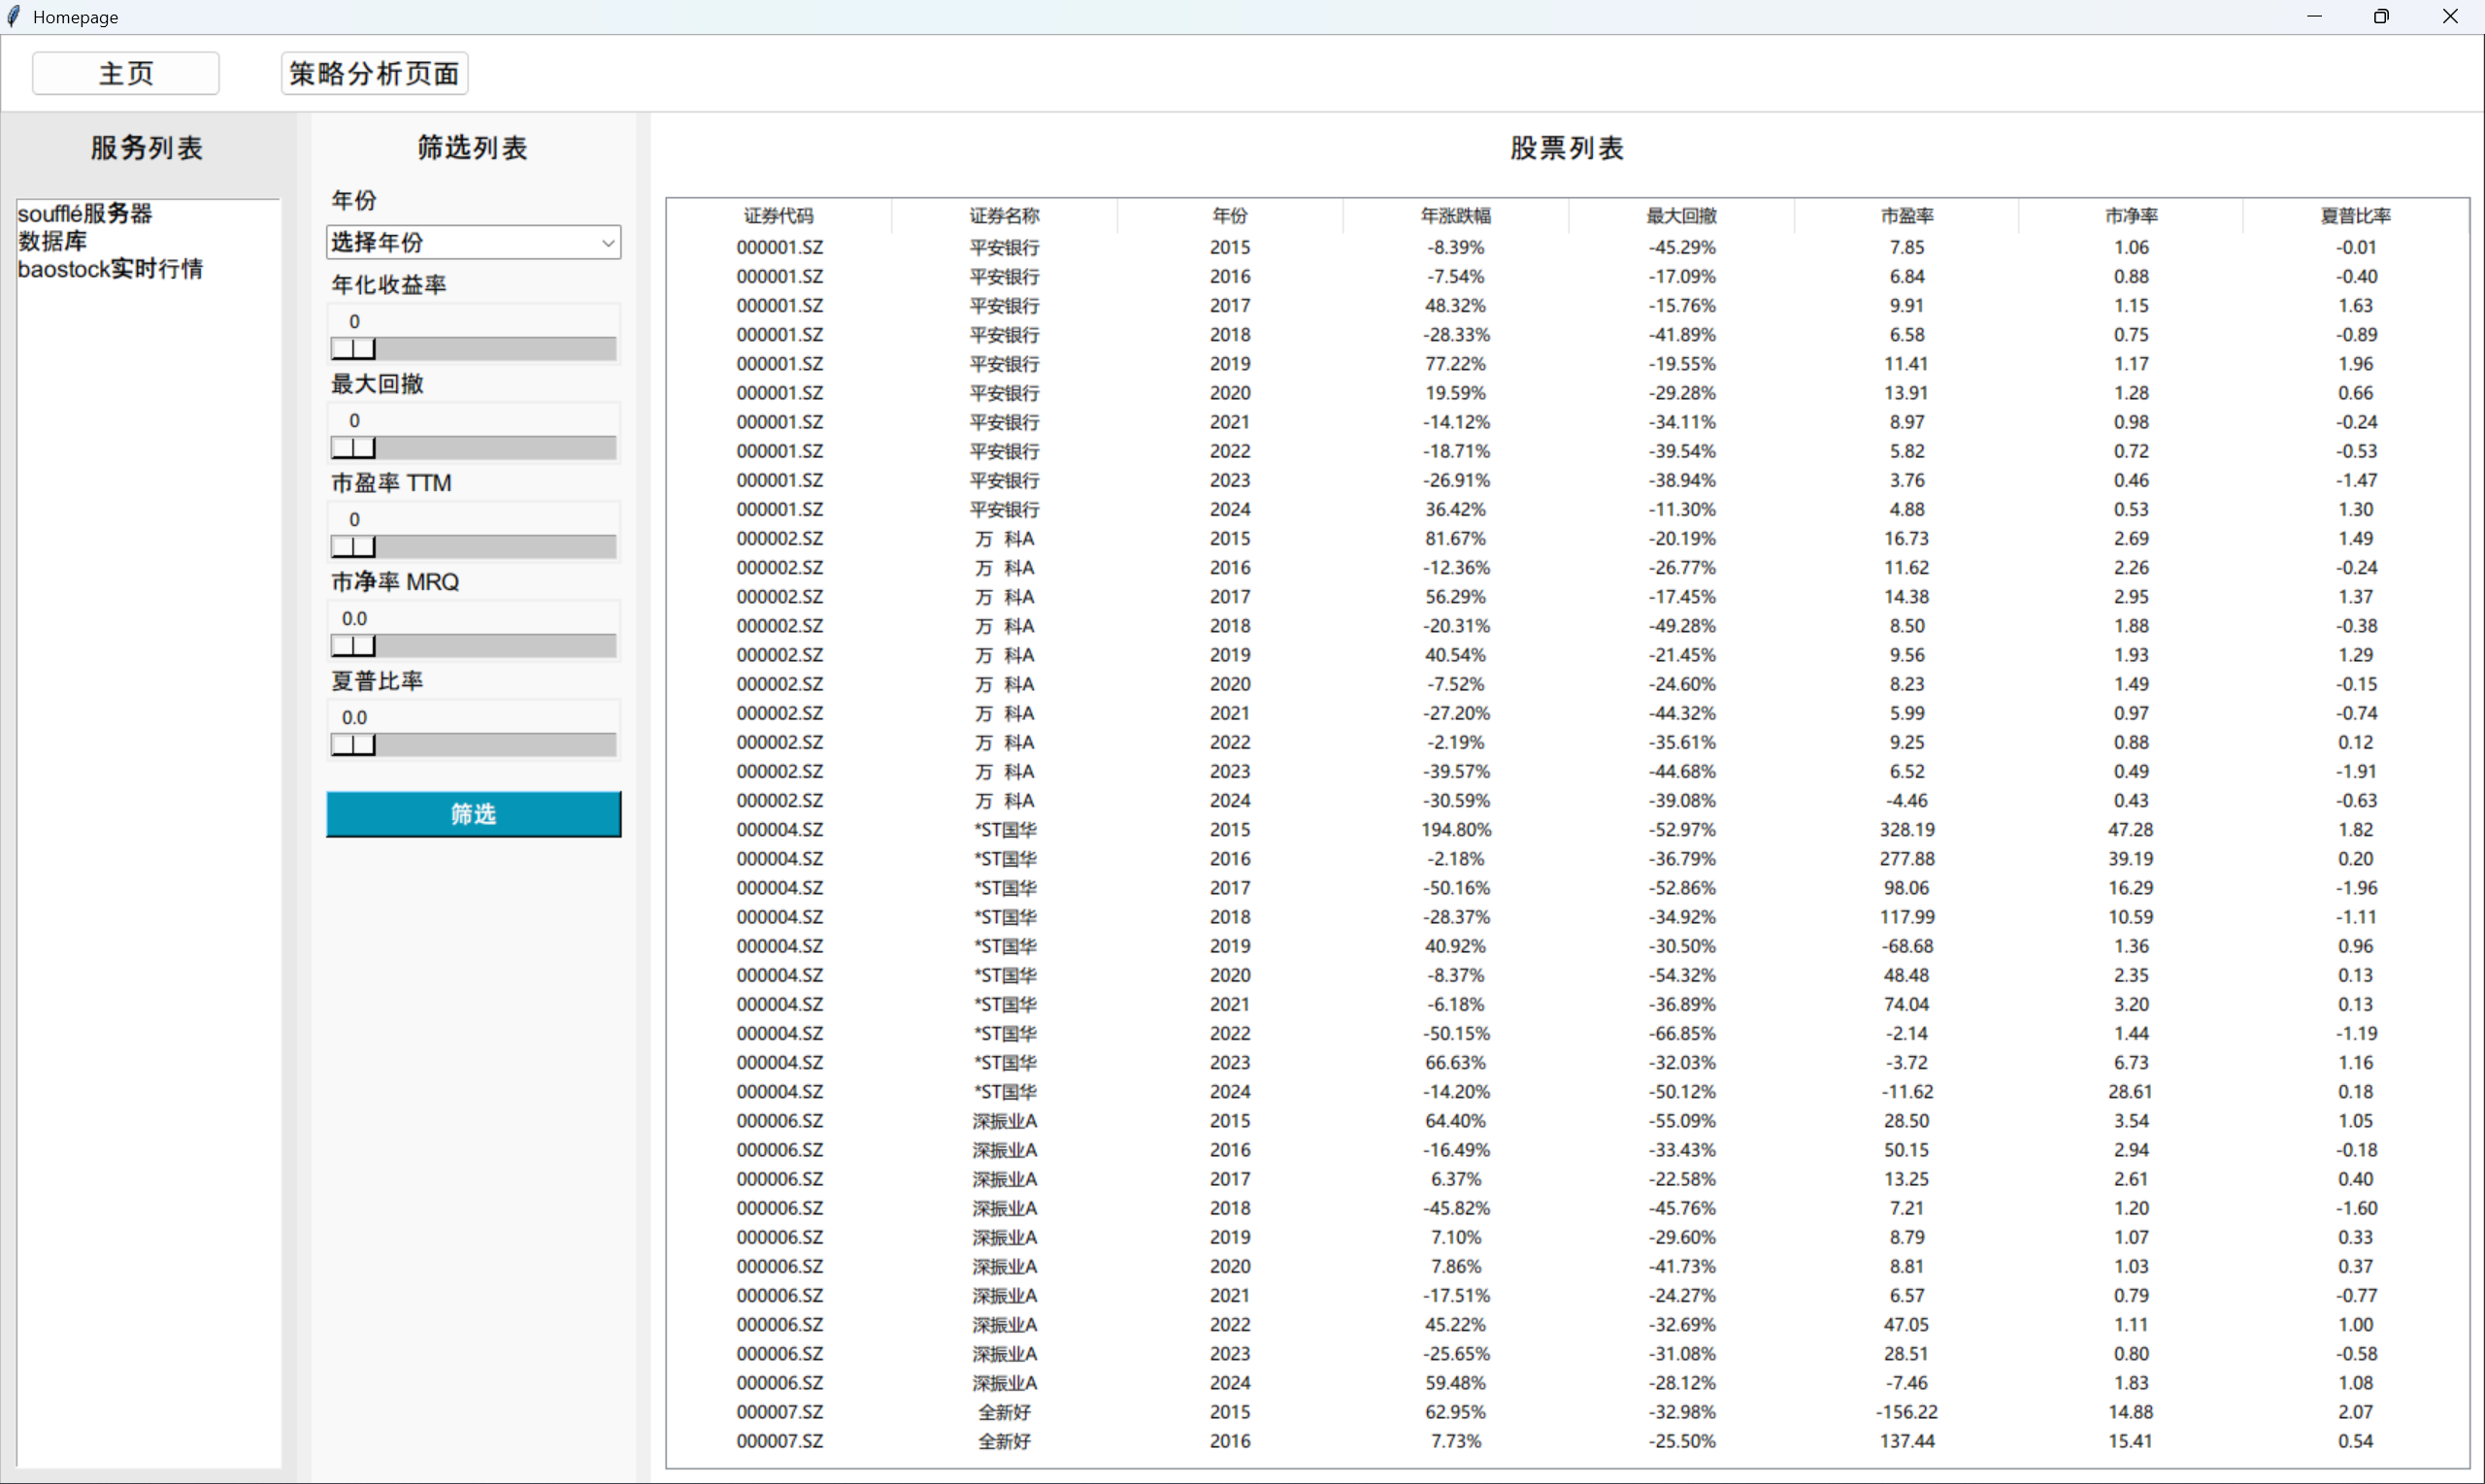 Homepage
主页 策略分析页面
服务列表
soufflé服务器
数据库
baostock实时行情
筛选列表
年份
选择年份
年化收益率
0
最大回撤
0
市盈率 TTM
0
市净率 MRQ
0.0
夏普比率
0.0
筛选
股票列表
证券代码 证券名称 年份 年涨跌幅 最大回撤 市盈率 市净率 夏普比率
000001.SZ 平安银行 2015 -8.39% -45.29% 7.85 1.06 -0.01
000001.SZ 平安银行 2016 -7.54% -17.09% 6.84 0.88 -0.40
000001.SZ 平安银行 2017 48.32% -15.76% 9.91 1.15 1.63
000001.SZ 平安银行 2018 -28.33% -41.89% 6.58 0.75 -0.89
000001.SZ 平安银行 2019 77.22% -19.55% 11.41 1.17 1.96
000001.SZ 平安银行 2020 19.59% -29.28% 13.91 1.28 0.66
000001.SZ 平安银行 2021 -14.12% -34.11% 8.97 0.98 -0.24
000001.SZ 平安银行 2022 -18.71% -39.54% 5.82 0.72 -0.53
000001.SZ 平安银行 2023 -26.91% -38.94% 3.76 0.46 -1.47
000001.SZ 平安银行 2024 36.42% -11.30% 4.88 0.53 1.30
000002.SZ 万 科A 2015 81.67% -20.19% 16.73 2.69 1.49
000002.SZ 万 科A 2016 -12.36% -26.77% 11.62 2.26 -0.24
000002.SZ 万 科A 2017 56.29% -17.45% 14.38 2.95 1.37
000002.SZ 万 科A 2018 -20.31% -49.28% 8.50 1.88 -0.38
000002.SZ 万 科A 2019 40.54% -21.45% 9.56 1.93 1.29
000002.SZ 万 科A 2020 -7.52% -24.60% 8.23 1.49 -0.15
000002.SZ 万 科A 2021 -27.20% -44.32% 5.99 0.97 -0.74
000002.SZ 万 科A 2022 -2.19% -35.61% 9.25 0.88 0.12
000002.SZ 万 科A 2023 -39.57% -44.68% 6.52 0.49 -1.91
000002.SZ 万 科A 2024 -30.59% -39.08% -4.46 0.43 -0.63
000004.SZ *ST国华 2015 194.80% -52.97% 328.19 47.28 1.82
000004.SZ *ST国华 2016 -2.18% -36.79% 277.88 39.19 0.20
000004.SZ *ST国华 2017 -50.16% -52.86% 98.06 16.29 -1.96
000004.SZ *ST国华 2018 -28.37% -34.92% 117.99 10.59 -1.11
000004.SZ *ST国华 2019 40.92% -30.50% -68.68 1.36 0.96
000004.SZ *ST国华 2020 -8.37% -54.32% 48.48 2.35 0.13
000004.SZ *ST国华 2021 -6.18% -36.89% 74.04 3.20 0.13
000004.SZ *ST国华 2022 -50.15% -66.85% -2.14 1.44 -1.19
000004.SZ *ST国华 2023 66.63% -32.03% -3.72 6.73 1.16
000004.SZ *ST国华 2024 -14.20% -50.12% -11.62 28.61 0.18
000006.SZ 深振业A 2015 64.40% -55.09% 28.50 3.54 1.05
000006.SZ 深振业A 2016 -16.49% -33.43% 50.15 2.94 -0.18
000006.SZ 深振业A 2017 6.37% -22.58% 13.25 2.61 0.40
000006.SZ 深振业A 2018 -45.82% -45.76% 7.21 1.20 -1.60
000006.SZ 深振业A 2019 7.10% -29.60% 8.79 1.07 0.33
000006.SZ 深振业A 2020 7.86% -41.73% 8.81 1.03 0.37
000006.SZ 深振业A 2021 -17.51% -24.27% 6.57 0.79 -0.77
000006.SZ 深振业A 2022 45.22% -32.69% 47.05 1.11 1.00
000006.SZ 深振业A 2023 -25.65% -31.08% 28.51 0.80 -0.58
000006.SZ 深振业A 2024 59.48% -28.12% -7.46 1.83 1.08
000007.SZ 全新好 2015 62.95% -32.98% -156.22 14.88 2.07
000007.SZ 全新好 2016 7.73% -25.50% 137.44 15.41 0.54